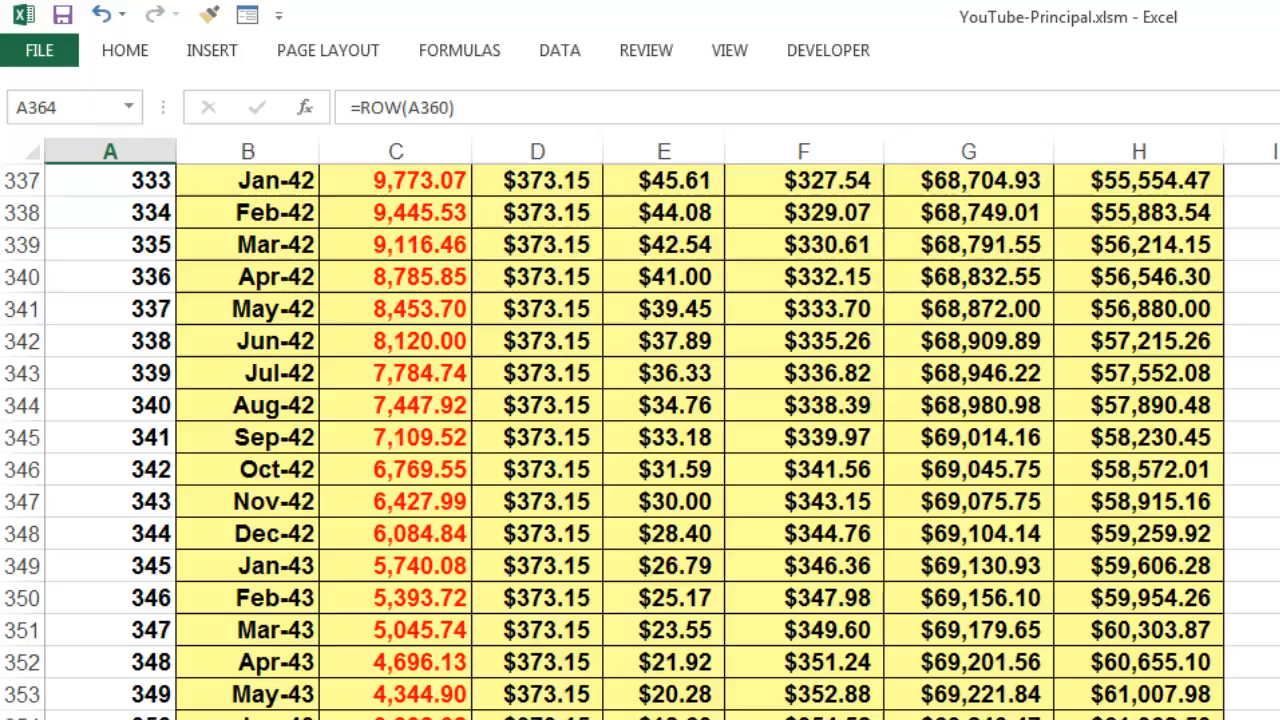 YouTube-Principal.xlsm - Excel
FILE HOME INSERT PAGE LAYOUT FORMULAS DATA REVIEW VIEW DEVELOPER
A364 fx =ROW(A360)
A B C D E F G H I
337 333 Jan-42 9,773.07 $373.15 $45.61 $327.54 $68,704.93 $55,554.47
338 334 Feb-42 9,445.53 $373.15 $44.08 $329.07 $68,749.01 $55,883.54
339 335 Mar-42 9,116.46 $373.15 $42.54 $330.61 $68,791.55 $56,214.15
340 336 Apr-42 8,785.85 $373.15 $41.00 $332.15 $68,832.55 $56,546.30
341 337 May-42 8,453.70 $373.15 $39.45 $333.70 $68,872.00 $56,880.00
342 338 Jun-42 8,120.00 $373.15 $37.89 $335.26 $68,909.89 $57,215.26
343 339 Jul-42 7,784.74 $373.15 $36.33 $336.82 $68,946.22 $57,552.08
344 340 Aug-42 7,447.92 $373.15 $34.76 $338.39 $68,980.98 $57,890.48
345 341 Sep-42 7,109.52 $373.15 $33.18 $339.97 $69,014.16 $58,230.45
346 342 Oct-42 6,769.55 $373.15 $31.59 $341.56 $69,045.75 $58,572.01
347 343 Nov-42 6,427.99 $373.15 $30.00 $343.15 $69,075.75 $58,915.16
348 344 Dec-42 6,084.84 $373.15 $28.40 $344.76 $69,104.14 $59,259.92
349 345 Jan-43 5,740.08 $373.15 $26.79 $346.36 $69,130.93 $59,606.28
350 346 Feb-43 5,393.72 $373.15 $25.17 $347.98 $69,156.10 $59,954.26
351 347 Mar-43 5,045.74 $373.15 $23.55 $349.60 $69,179.65 $60,303.87
352 348 Apr-43 4,696.13 $373.15 $21.92 $351.24 $69,201.56 $60,655.10
353 349 May-43 4,344.90 $373.15 $20.28 $352.88 $69,221.84 $61,007.98